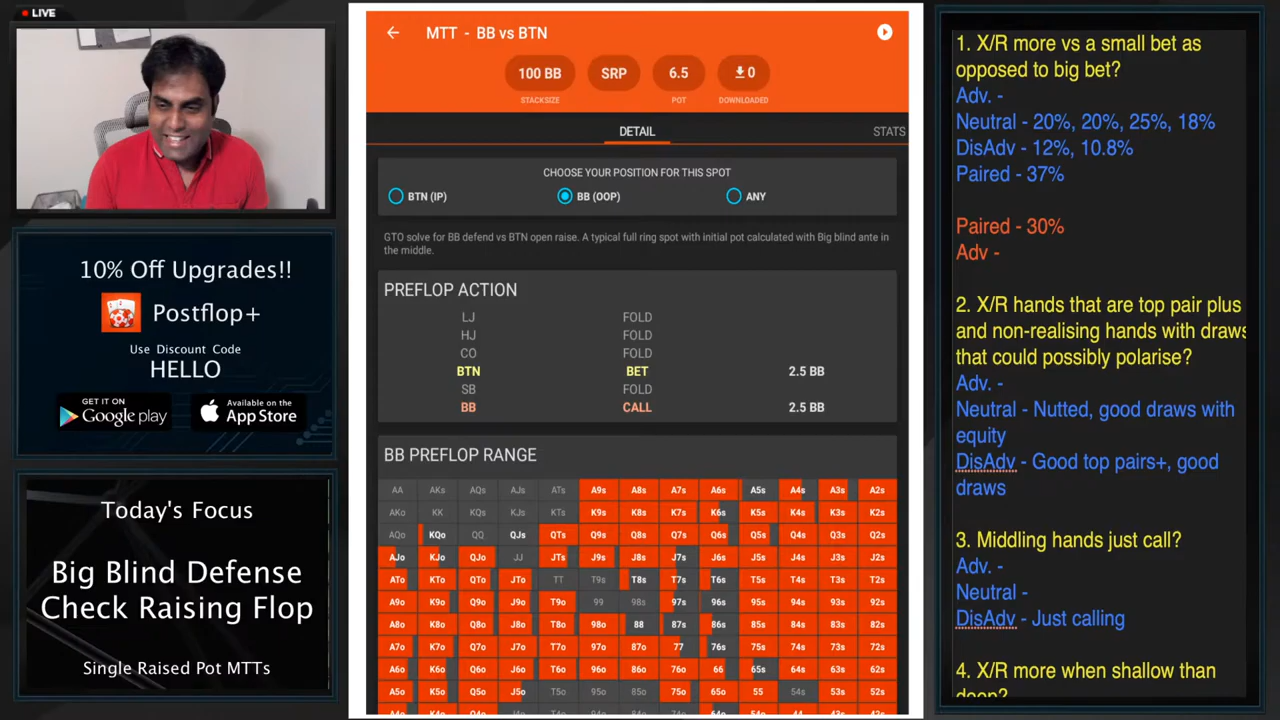 LIVE
10% Off Upgrades!!
Postflop+
Use Discount Code
HELLO
GET IT ON
Google play
Available on the
App Store
Today's Focus
Big Blind Defense
Check Raising Flop
Single Raised Pot MTTs
MTT - BB vs BTN
100 BB
SRP
6.5
0
STACKSIZE
POT
DOWNLOADED
DETAIL
STATS
CHOOSE YOUR POSITION FOR THIS SPOT
BTN (IP)
BB (OOP)
ANY
GTO solve for BB defend vs BTN open raise. A typical full ring spot with initial pot calculated with Big blind ante in
the middle.
PREFLOP ACTION
LJ FOLD
HJ FOLD
CO FOLD
BTN BET 2.5 BB
SB FOLD
BB CALL 2.5 BB
BB PREFLOP RANGE
AA AKs AQs AJs ATs A9s A8s A7s A6s A5s A4s A3s A2s
AKo KK KQs KJs KTs K9s K8s K7s K6s K5s K4s K3s K2s
AQo KQo QQ QJs QTs Q9s Q8s Q7s Q6s Q5s Q4s Q3s Q2s
AJo KJo QJo JJ JTs J9s J8s J7s J6s J5s J4s J3s J2s
ATo KTo QTo JTo TT T9s T8s T7s T6s T5s T4s T3s T2s
A9o K9o Q9o J9o T9o 99 98s 97s 96s 95s 94s 93s 92s
A8o K8o Q8o J8o T8o 98o 88 87s 86s 85s 84s 83s 82s
A7o K7o Q7o J7o T7o 97o 87o 77 76s 75s 74s 73s 72s
A6o K6o Q6o J6o T6o 96o 86o 76o 66 65s 64s 63s 62s
A5o K5o Q5o J5o T5o 95o 85o 75o 65o 55 54s 53s 52s
A4o K4o Q4o J4o T4o 94o 84o 74o 64o 54o 44 43s 42s
1. X/R more vs a small bet as
opposed to big bet?
Adv. -
Neutral - 20%, 20%, 25%, 18%
DisAdv - 12%, 10.8%
Paired - 37%
Paired - 30%
Adv -
2. X/R hands that are top pair plus
and non-realising hands with draws
that could possibly polarise?
Adv. -
Neutral - Nutted, good draws with
equity
DisAdv - Good top pairs+, good
draws
3. Middling hands just call?
Adv. -
Neutral -
DisAdv - Just calling
4. X/R more when shallow than
deep?